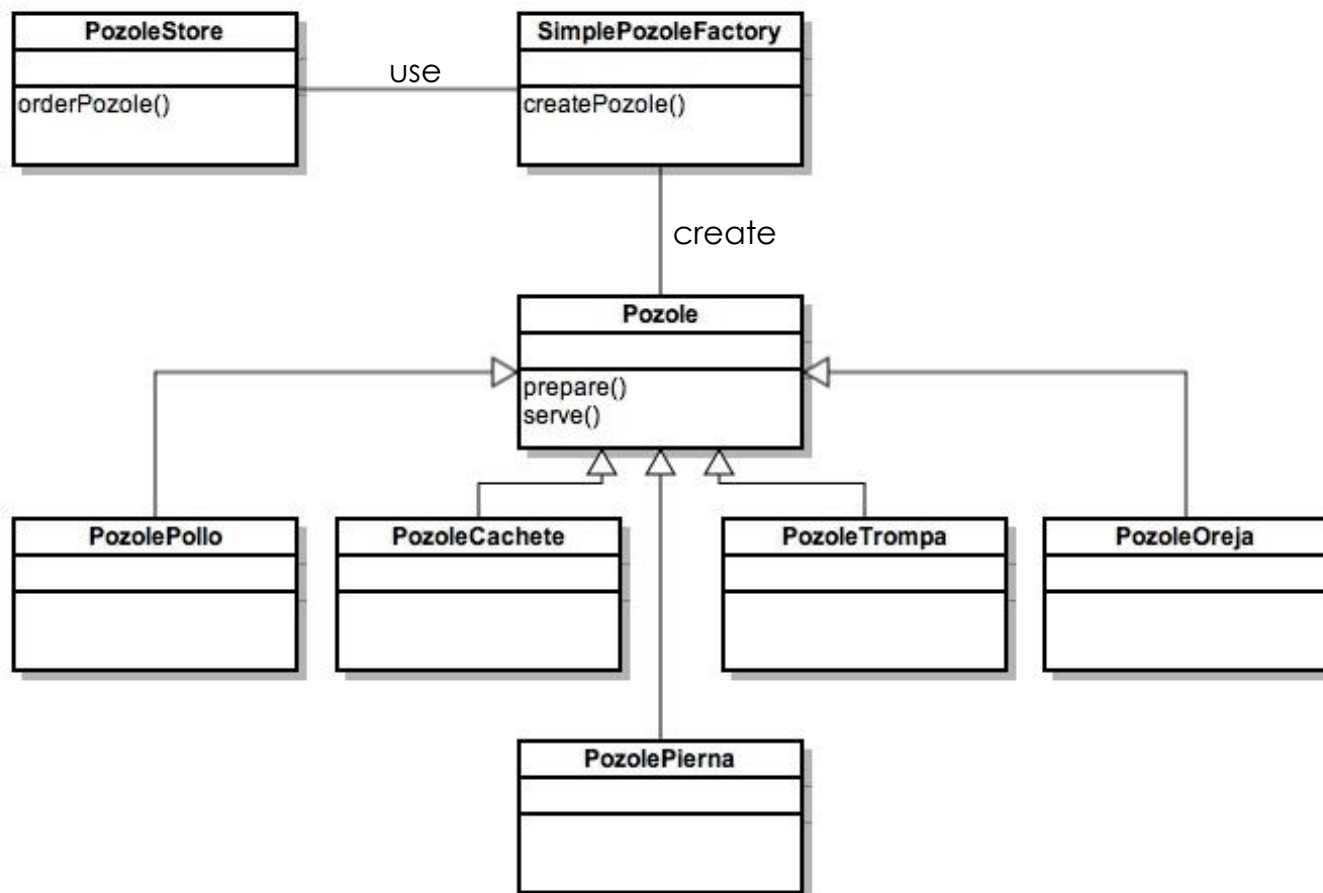 PozoleStore
orderPozole()
use
SimplePozoleFactory
createPozole()
create
Pozole
prepare()
serve()
PozolePollo
PozoleCachete
PozoleTrompa
PozoleOreja
PozolePierna